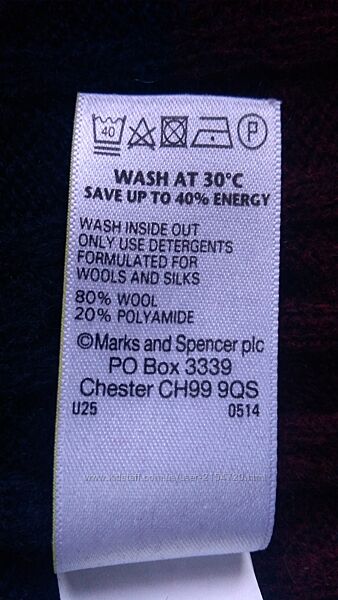 40 P
WASH AT 30°C
SAVE UP TO 40% ENERGY
WASH INSIDE OUT
ONLY USE DETERGENTS
FORMULATED FOR
WOOLS AND SILKS
80% WOOL
20% POLYAMIDE
©Marks and Spencer plc
PO Box 3339
Chester CH99 9QS
U25 0514